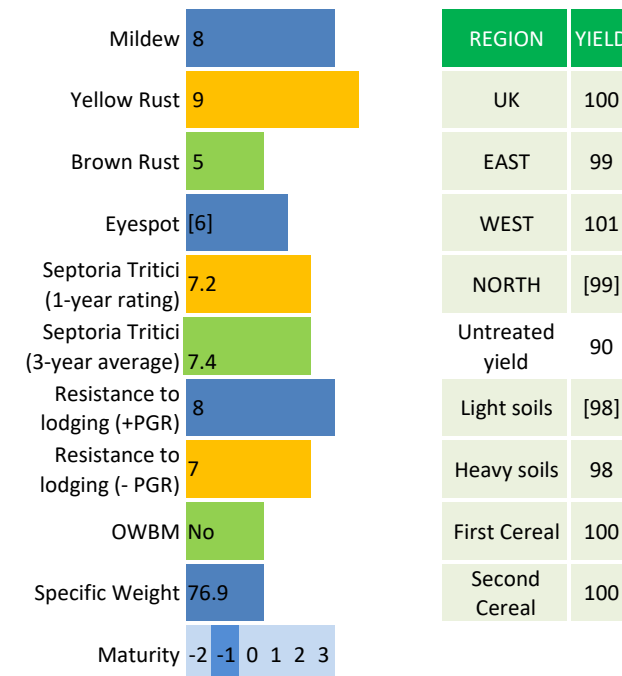 Mildew 8
Yellow Rust 9
Brown Rust 5
Eyespot [6]
Septoria Tritici
(1-year rating) 7.2
Septoria Tritici
(3-year average) 7.4
Resistance to
lodging (+PGR) 8
Resistance to
lodging (- PGR) 7
OWBM No
Specific Weight 76.9
Maturity -2 -1 0 1 2 3
REGION YIELD
UK 100
EAST 99
WEST 101
NORTH [99]
Untreated
yield 90
Light soils [98]
Heavy soils 98
First Cereal 100
Second
Cereal 100